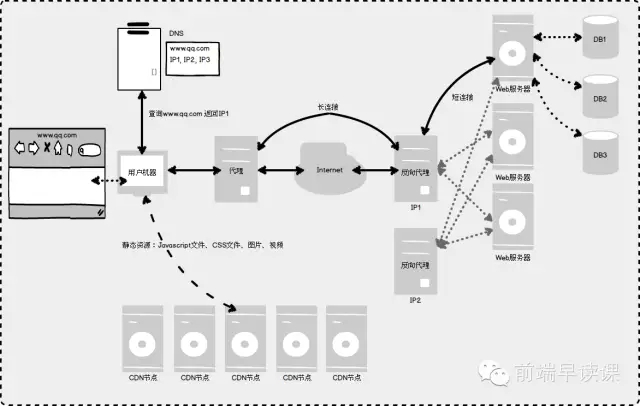 DNS
www.qq.com
IP1, IP2, IP3
查询www.qq.com 返回IP1
www.qq.com
用户机器
代理
长连接
Internet
反向代理
IP1
短连接
反向代理
IP2
Web服务器
Web服务器
Web服务器
DB1
DB2
DB3
静态资源：Javascript文件、CSS文件、图片、视频
CDN节点
CDN节点
CDN节点
CDN节点
CDN节点
前端早读课